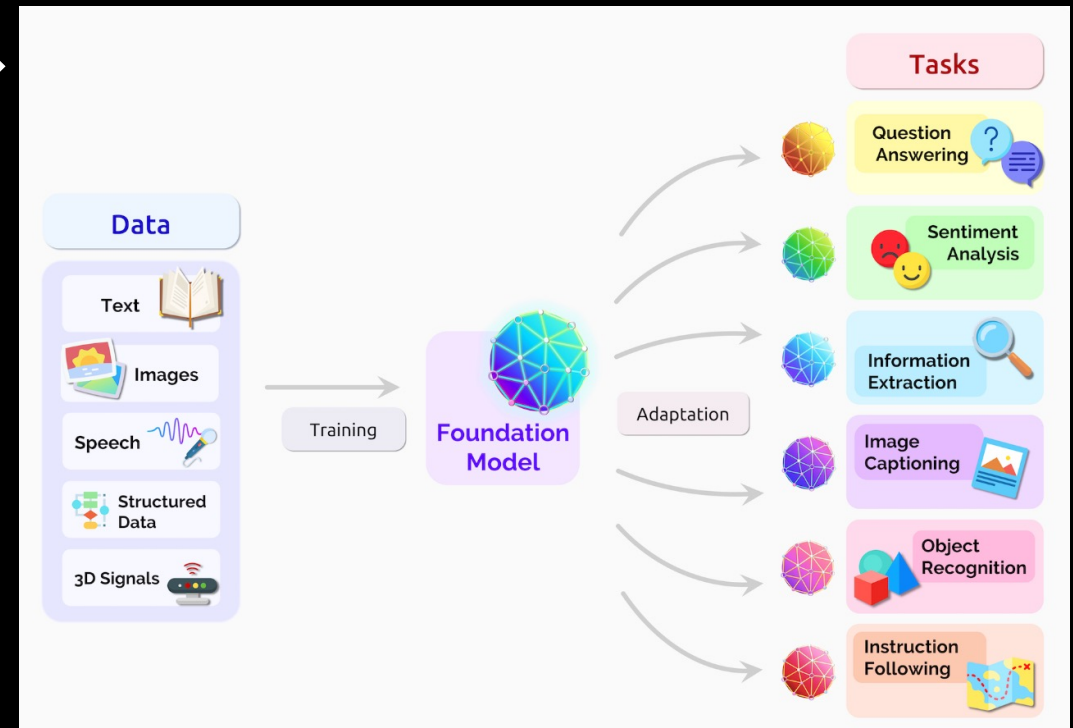 Data
Text
Images
Speech
Structured
Data
3D Signals
Training
Foundation
Model
Adaptation
Tasks
Question
Answering
?
Sentiment
Analysis
Information
Extraction
Image
Captioning
Object
Recognition
Instruction
Following